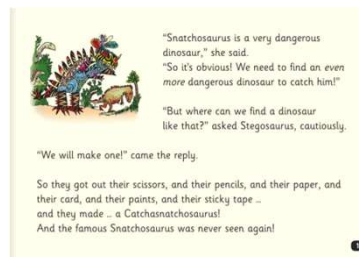 "Snatchosaurus is a very dangerous
dinosaur," she said.
"So it's obvious! We need to find an even
more dangerous dinosaur to catch him!"
"But where can we find a dinosaur
like that?" asked Stegosaurus, cautiously.
"We will make one!" came the reply.
So they got out their scissors, and their pencils, and their paper, and
their card, and their paints, and their sticky tape ...
and they made ... a Catchasnatchosaurus!
And the famous Snatchosaurus was never seen again!